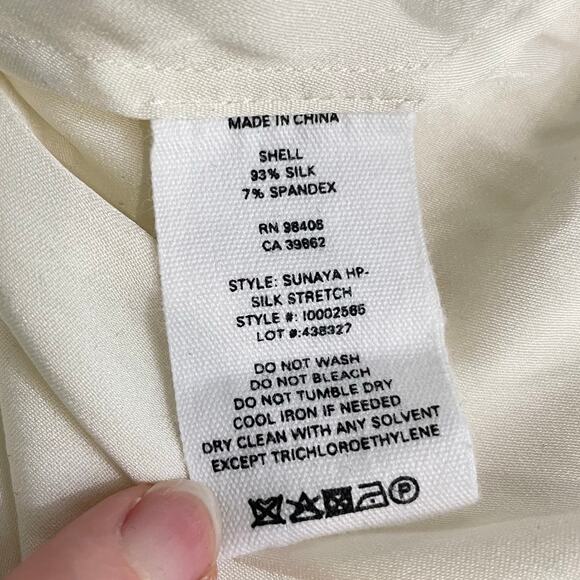 MADE IN CHINA
SHELL
93% SILK
7% SPANDEX
RN 98406
CA 39862
STYLE: SUNAYA HP-
SILK STRETCH
STYLE #: I0002565
LOT #:438327
DO NOT WASH
DO NOT BLEACH
DO NOT TUMBLE DRY
COOL IRON IF NEEDED
DRY CLEAN WITH ANY SOLVENT
EXCEPT TRICHLOROETHYLENE
P